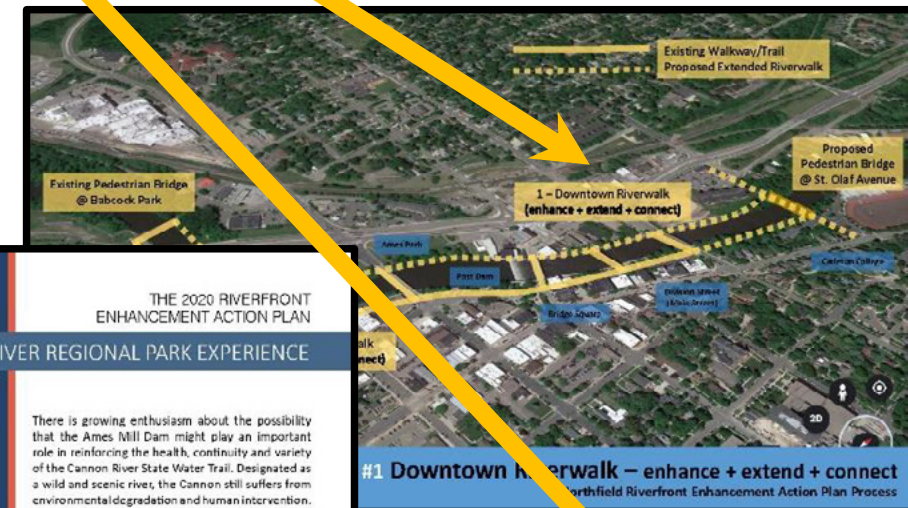 Existing Walkway/Trail
Proposed Extended Riverwalk
Proposed
Pedestrian Bridge
@ St. Olaf Avenue
Existing Pedestrian Bridge
@ Babcock Park
1 – Downtown Riverwalk
(enhance + extend + connect)
Ames Park
Carleton College
Post Dam
Division Street
Bridge Square
alk
nect)
2D
#1 Downtown Riverwalk – enhance + extend + connect
orthfield Riverfront Enhancement Action Plan Process
THE 2020 RIVERFRONT
ENHANCEMENT ACTION PLAN
IVER REGIONAL PARK EXPERIENCE
There is growing enthusiasm about the possibility
that the Ames Mill Dam might play an important
role in reinforcing the health, continuity and variety
of the Cannon River State Water Trail. Designated as
a wild and scenic river, the Cannon still suffers from
environmental degradation and human intervention.